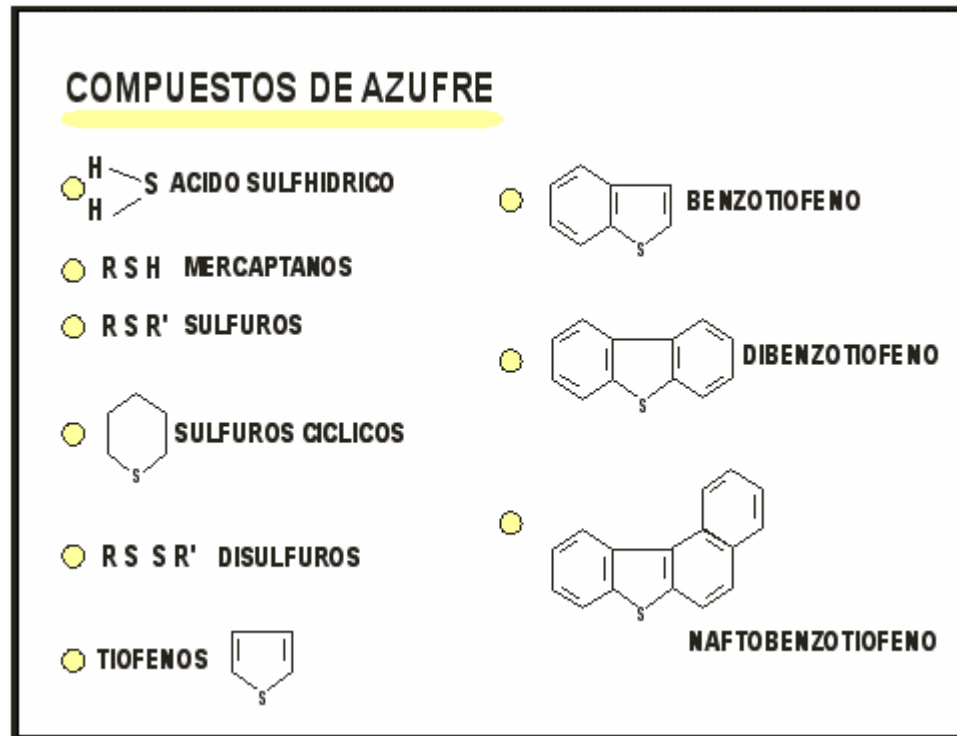 COMPUESTOS DE AZUFRE
H
S ACIDO SULFHIDRICO
H
R S H MERCAPTANOS
R S R' SULFUROS
SULFUROS CICLICOS
S
R S S R' DISULFUROS
TIOFENOS
S
BENZOTIOFENO
S
DIBENZOTIOFENO
S
S
NAFTOBENZOTIOFENO